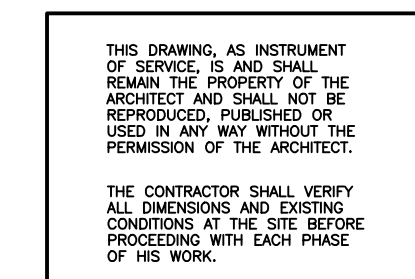 THIS DRAWING, AS INSTRUMENT
OF SERVICE, IS AND SHALL
REMAIN THE PROPERTY OF THE
ARCHITECT AND SHALL NOT BE
REPRODUCED, PUBLISHED OR
USED IN ANY WAY WITHOUT THE
PERMISSION OF THE ARCHITECT.
THE CONTRACTOR SHALL VERIFY
ALL DIMENSIONS AND EXISTING
CONDITIONS AT THE SITE BEFORE
PROCEEDING WITH EACH PHASE
OF HIS WORK.